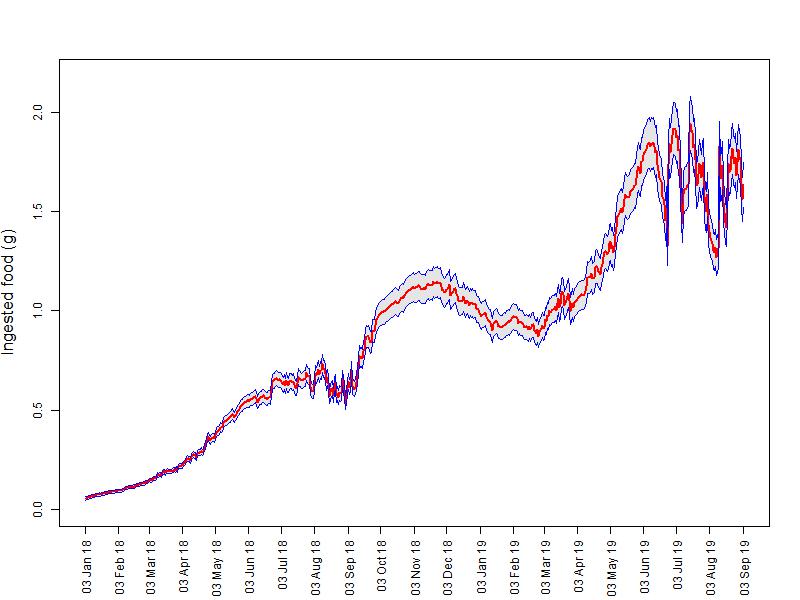 Ingested food (g)
2.0
1.5
1.0
0.5
0.0
03 Jan 18
03 Feb 18
03 Mar 18
03 Apr 18
03 May 18
03 Jun 18
03 Jul 18
03 Aug 18
03 Sep 18
03 Oct 18
03 Nov 18
03 Dec 18
03 Jan 19
03 Feb 19
03 Mar 19
03 Apr 19
03 May 19
03 Jun 19
03 Jul 19
03 Aug 19
03 Sep 19